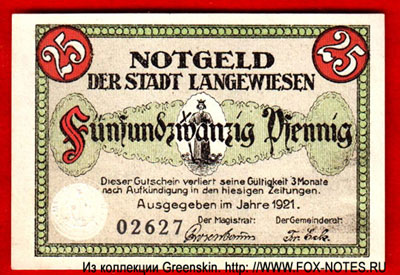 25 25
NOTGELD
DER STADT LANGEWIESEN
Fünfundzwanzig Pfennig
Dieser Gutschein verliert seine Gültigkeit 3 Monate
nach Aufkündigung in den hiesigen Zeitungen.
Ausgegeben im Jahre 1921.
02627 Der Magistrat: Der Gemeinderat:
Из коллекции Greenskin. http: //WWW.FOX-NOTES.RU